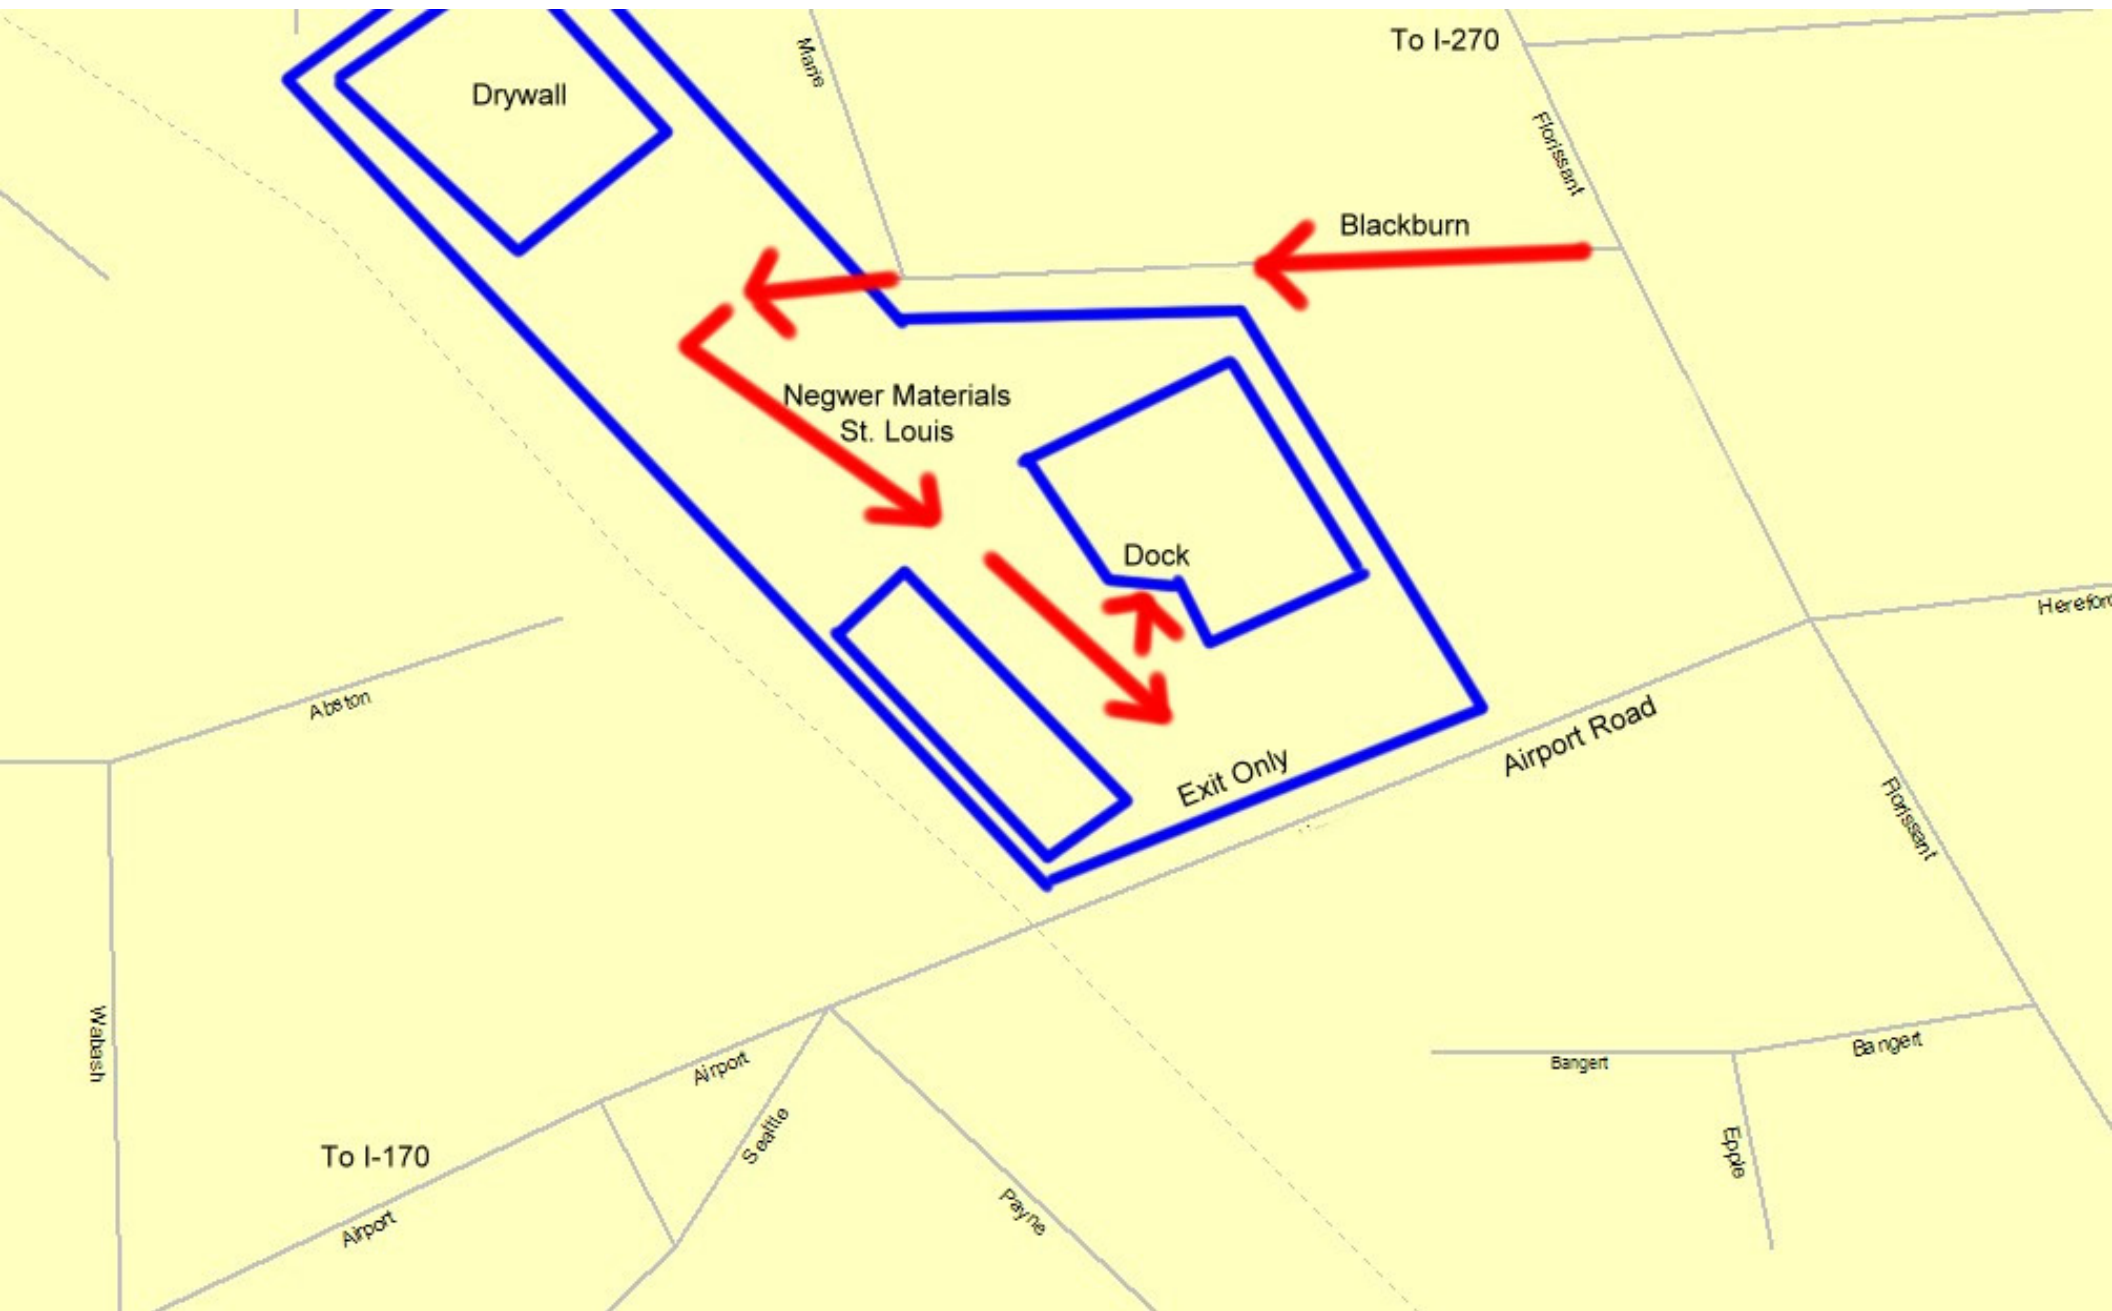 To I-270
Marie
Drywall
Florissant
Blackburn
Negwer Materials
St. Louis
Dock
Hereford
Abston
Airport Road
Exit Only
Florissant
Wabash
Bangert
Bangert
Airport
Seattle
To I-170
Epple
Payne
Airport